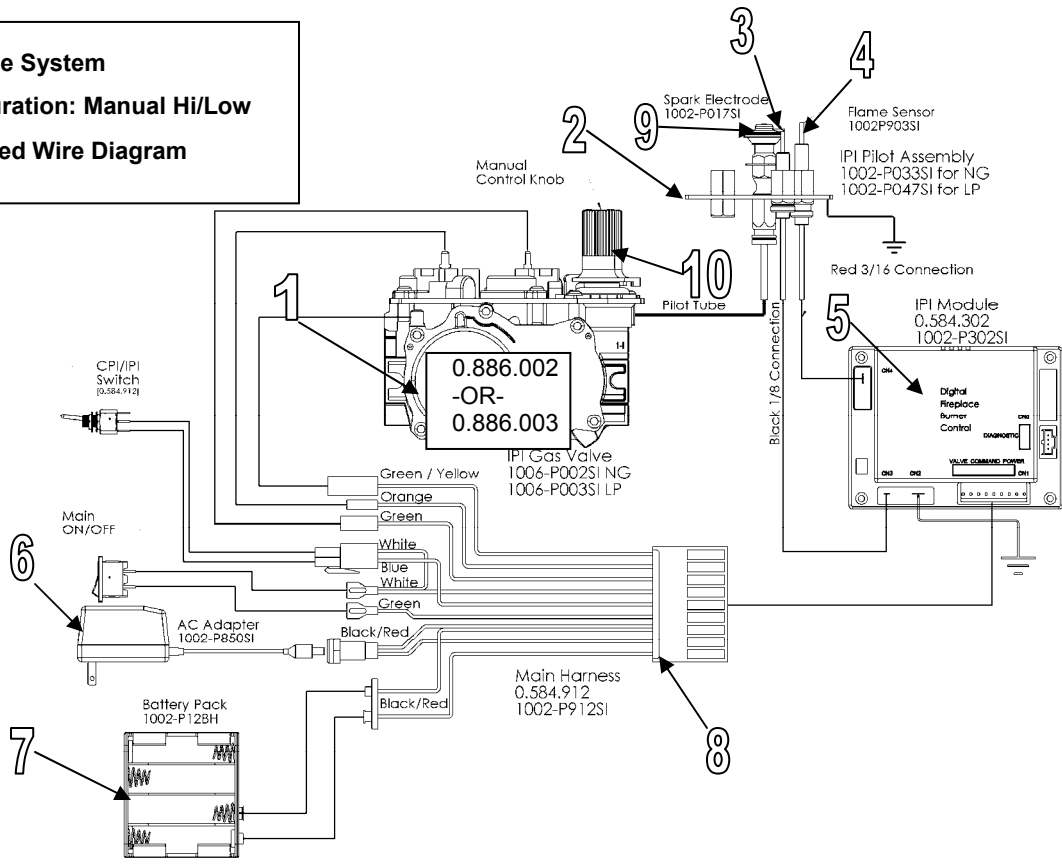 e System
uration: Manual Hi/Low
ed Wire Diagram
3
4
Spark Electrode
1002-P017SI
9
2
Flame Sensor
1002P903SI
IPI Pilot Assembly
1002-P033SI for NG
1002-P047SI for LP
Manual
Control Knob
10
Red 3/16 Connection
Pilot Tube
1
5
IPI Module
0.584.302
1002-P302SI
Black 1/8 Connection
CN4
Digital
Fireplace
Burner
Control
DIAGNOSTIC
VALVE COMMAND POWER
CN3
CN2
CN1
1-I
0.886.002
-OR-
0.886.003
IPI Gas Valve
1006-P002SI NG
1006-P003SI LP
CPI/IPI
Switch
[0.584.912]
Green / Yellow
Orange
Green
White
Blue
White
Green
Black/Red
Main
ON/OFF
6
AC Adapter
1002-P850SI
Main Harness
0.584.912
1002-P912SI
8
Black/Red
Battery Pack
1002-P12BH
7